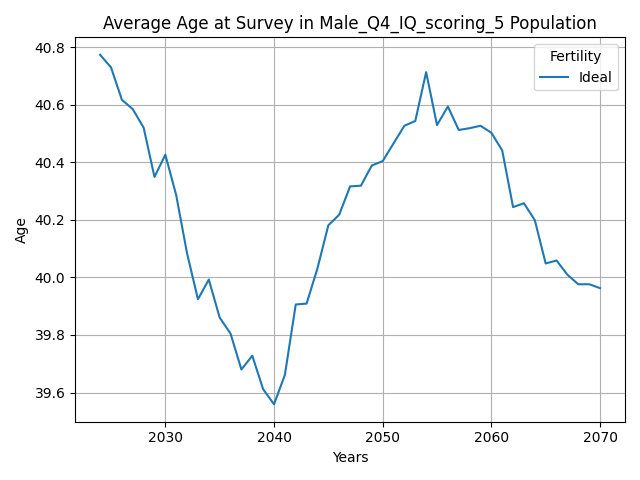 Average Age at Survey in Male_Q4_IQ_scoring_5 Population
Fertility
Ideal
40.8
40.6
40.4
40.2
40.0
39.8
39.6
Age
2030 2040 2050 2060 2070
Years